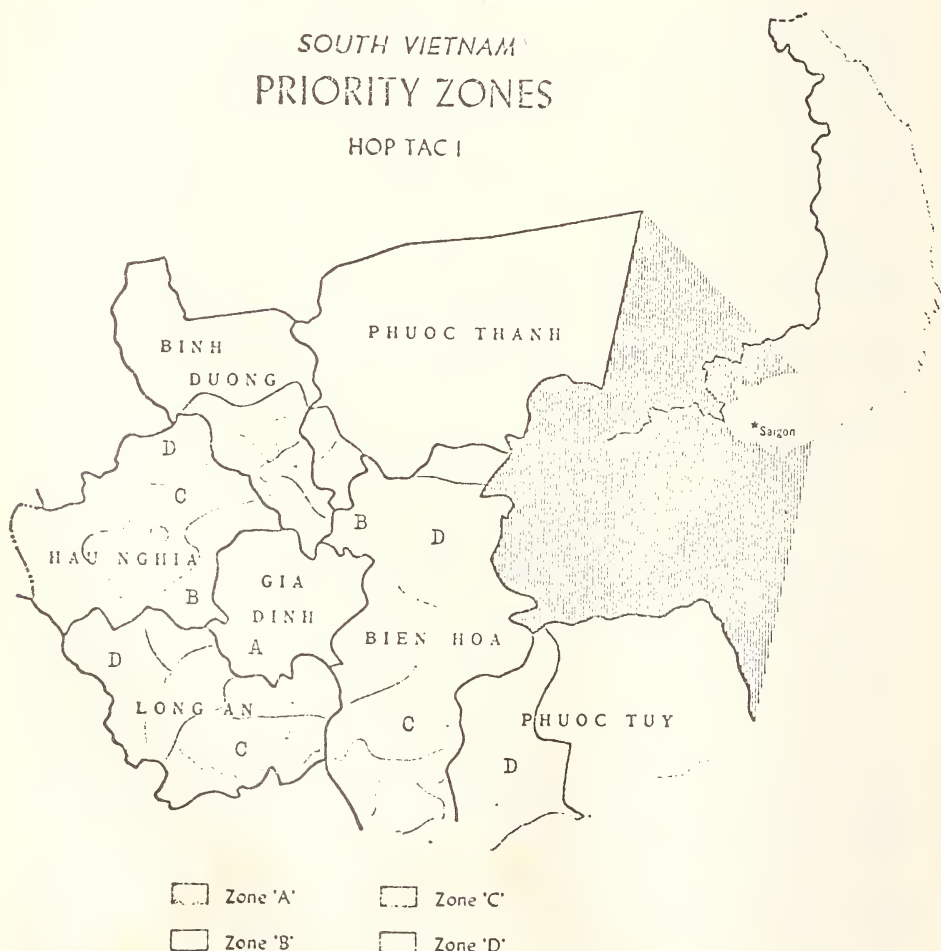 SOUTH VIETNAM
PRIORITY ZONES
HOP TAC I
PHUOC THANH
BINH
DUONG
Saigon
D
C
B
D
HAU NGHIA
GIA
B
DINH
BIEN HOA
A
D
LONG AN
PHUOC TUY
C
C
D
Zone 'A'
Zone 'C'
Zone 'B'
Zone 'D'